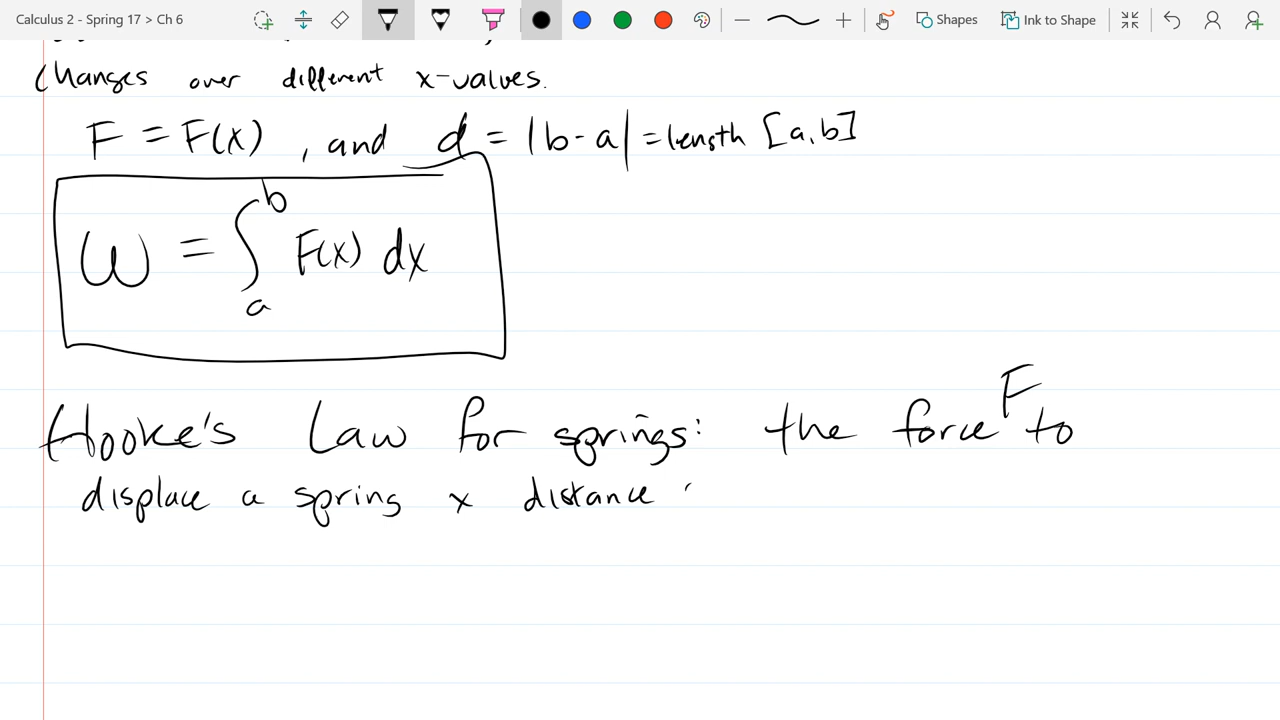 Calculus 2 - Spring 17 > Ch 6
Shapes
Ink to Shape
changes over different x-values.
F = F(x) , and d = |b - a| = length [a, b]
W = ∫_a^b F(x) dx
Hooke's Law for springs: the force F to
displace a spring x distance